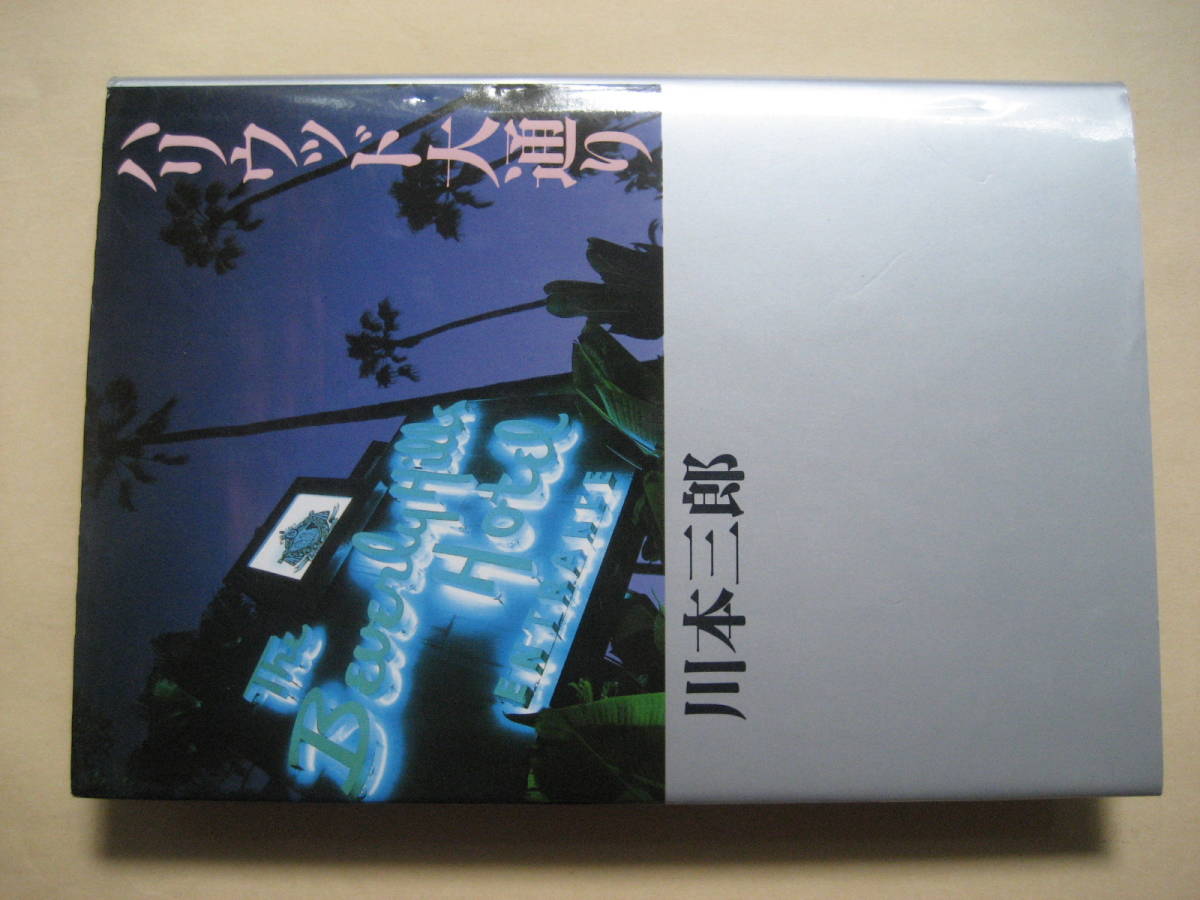 ハリウッド大通り
The
Beverly Hills
Hotel
ENTRANCE
川本三郎